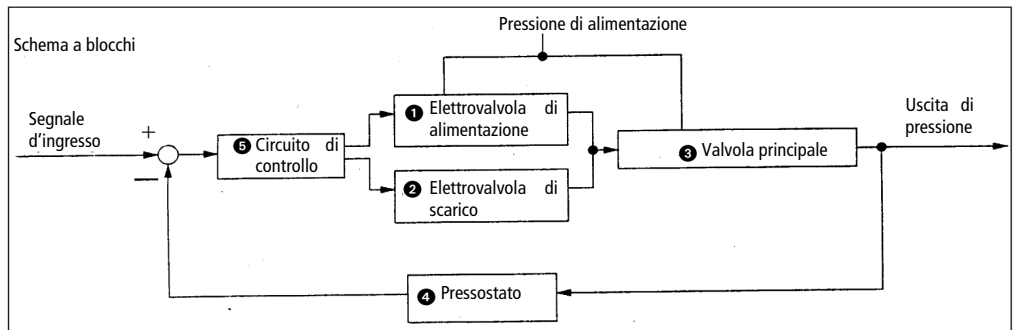 Pressione di alimentazione
Schema a blocchi
Segnale
d'ingresso
+
−
❺ Circuito di
controllo
❶ Elettrovalvola di
alimentazione
❷ Elettrovalvola di
scarico
❸ Valvola principale
Uscita di
pressione
❹ Pressostato